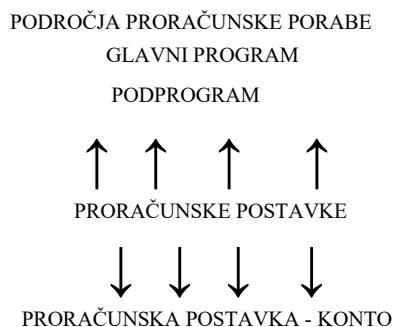 PODROČJA PRORAČUNSKE PORABE
GLAVNI PROGRAM
PODPROGRAM
PRORAČUNSKE POSTAVKE
PRORAČUNSKA POSTAVKA - KONTO